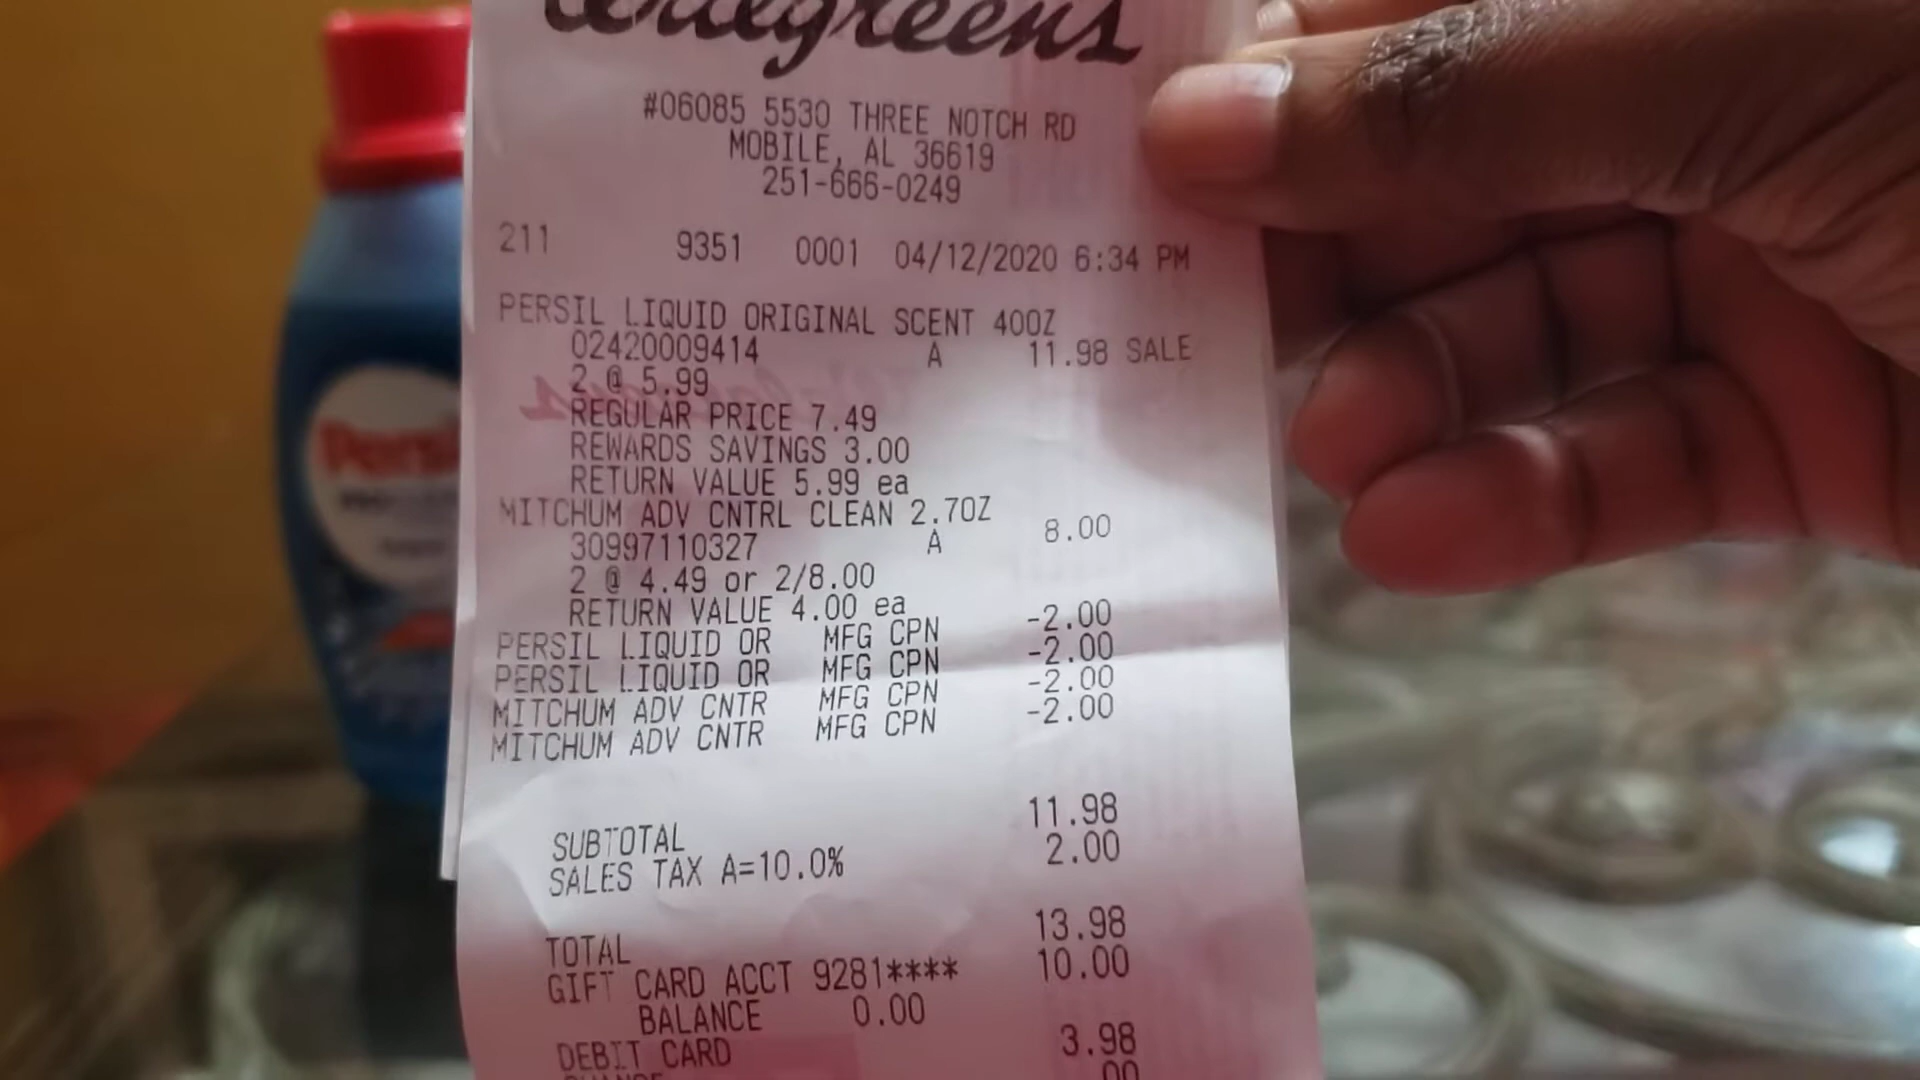 Walgreens
#06085 5530 THREE NOTCH RD
MOBILE, AL 36619
251-666-0249
211 9351 0001 04/12/2020 6:34 PM
PERSIL LIQUID ORIGINAL SCENT 40OZ
02420009414 A 11.98 SALE
2 @ 5.99
REGULAR PRICE 7.49
REWARDS SAVINGS 3.00
RETURN VALUE 5.99 ea
MITCHUM ADV CNTRL CLEAN 2.7OZ
30997110327 A 8.00
2 @ 4.49 or 2/8.00
RETURN VALUE 4.00 ea
PERSIL LIQUID OR MFG CPN -2.00
PERSIL LIQUID OR MFG CPN -2.00
MITCHUM ADV CNTR MFG CPN -2.00
MITCHUM ADV CNTR MFG CPN -2.00
SUBTOTAL 11.98
SALES TAX A=10.0% 2.00
TOTAL 13.98
GIFT CARD ACCT 9281**** 10.00
BALANCE 0.00
DEBIT CARD 3.98
CHANGE .00
Persil